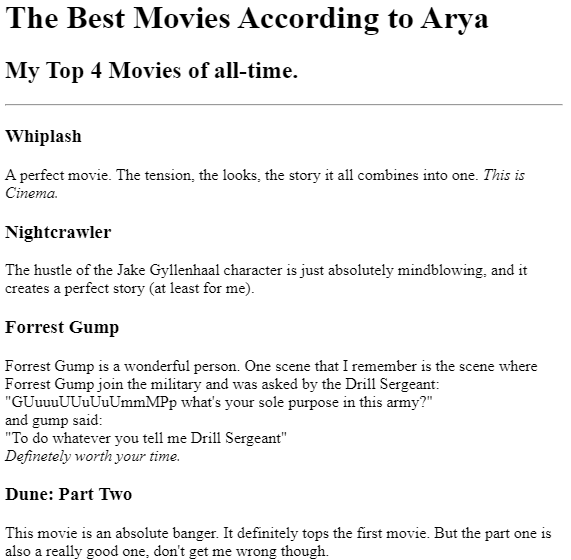 The Best Movies According to Arya
My Top 4 Movies of all-time.
Whiplash
A perfect movie. The tension, the looks, the story it all combines into one. This is
Cinema.
Nightcrawler
The hustle of the Jake Gyllenhaal character is just absolutely mindblowing, and it
creates a perfect story (at least for me).
Forrest Gump
Forrest Gump is a wonderful person. One scene that I remember is the scene where
Forrest Gump join the military and was asked by the Drill Sergeant:
"GUuuuUUuUuUmmMPp what's your sole purpose in this army?"
and gump said:
"To do whatever you tell me Drill Sergeant"
Definetely worth your time.
Dune: Part Two
This movie is an absolute banger. It definitely tops the first movie. But the part one is
also a really good one, don't get me wrong though.